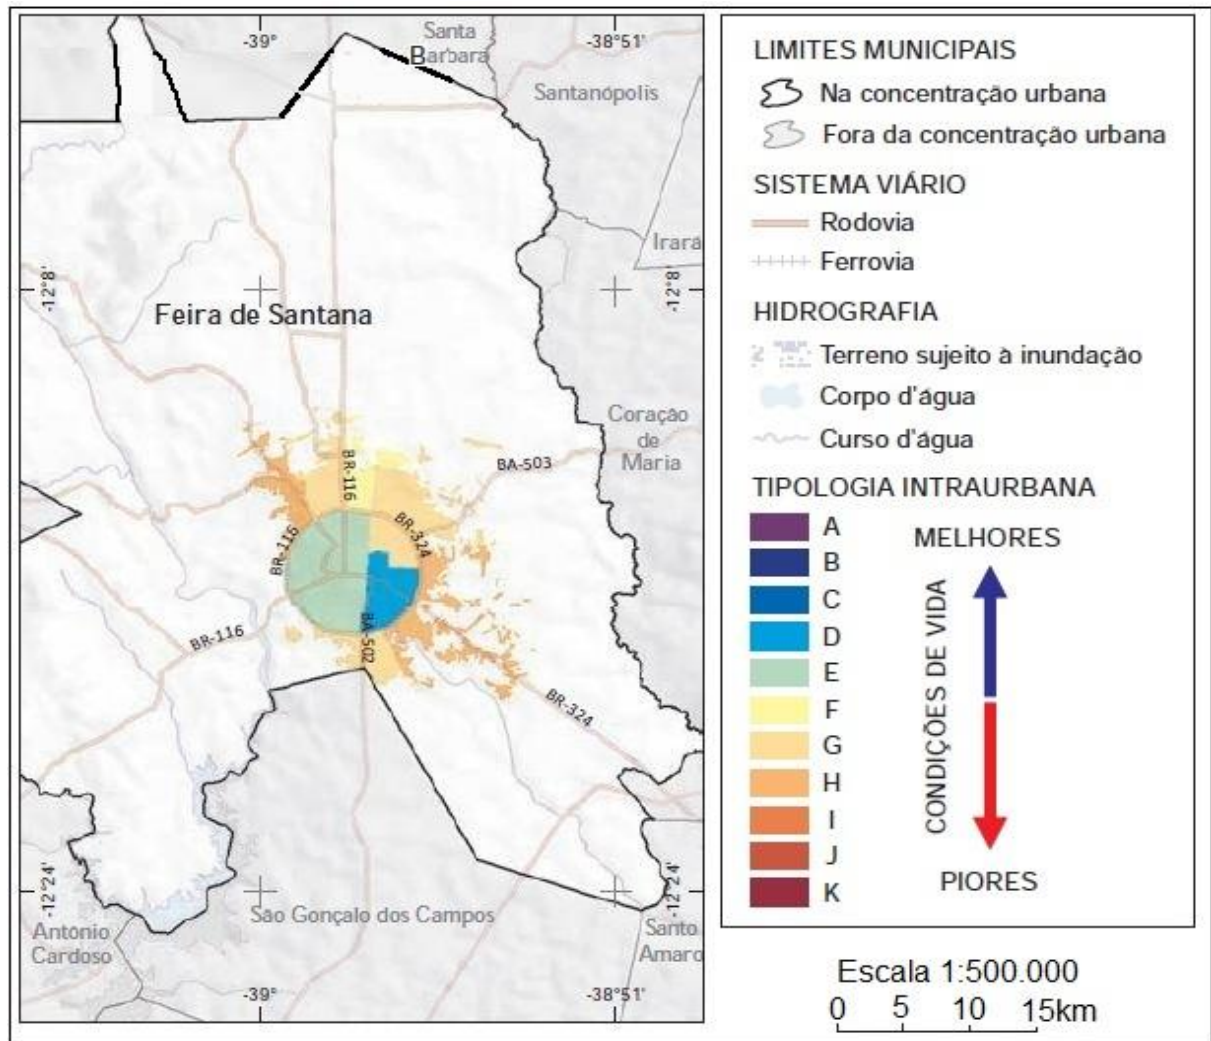 -39°
-38°51'
Santa
Barbara
B
Santanópolis
Irará
-12°8'
-12°8'
Feira de Santana
Coração
de
Maria
BR-116
BA-503
BR-116
BR-324
BA-502
BR-116
BR-324
-12°24'
-12°24'
São Gonçalo dos Campos
Antônio
Cardoso
Santo
Amaro
-39°
-38°51'
LIMITES MUNICIPAIS
Na concentração urbana
Fora da concentração urbana
SISTEMA VIÁRIO
Rodovia
Ferrovia
HIDROGRAFIA
Terreno sujeito à inundação
Corpo d'água
Curso d'água
TIPOLOGIA INTRAURBANA
A
B
C
D
E
F
G
H
I
J
K
MELHORES
CONDIÇÕES DE VIDA
PIORES
Escala 1:500.000
0 5 10 15km